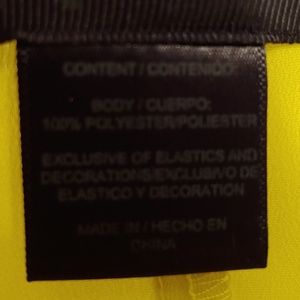 CONTENT / CONTENIDO:
BODY / CUERPO:
100% POLYESTER/POLIESTER
EXCLUSIVE OF ELASTICS AND
DECORATIONS/EXCLUSIVO DE
ELASTICO Y DECORATION
MADE IN / HECHO EN
CHINA